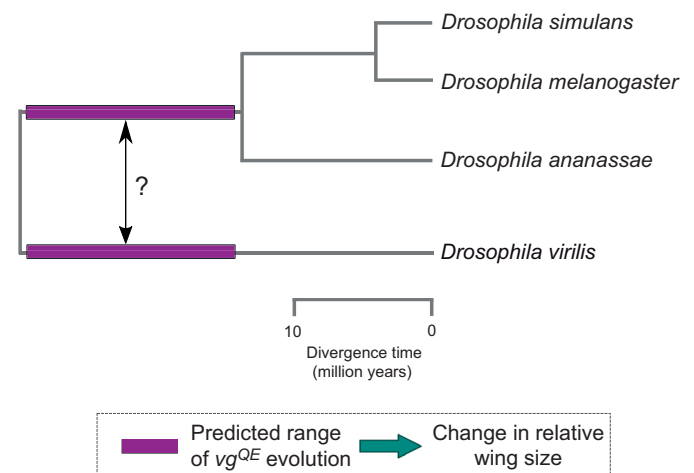 Drosophila simulans
Drosophila melanogaster
?
Drosophila ananassae
Drosophila virilis
10 0
Divergence time
(million years)
Predicted range
of vgQE evolution
Change in relative
wing size